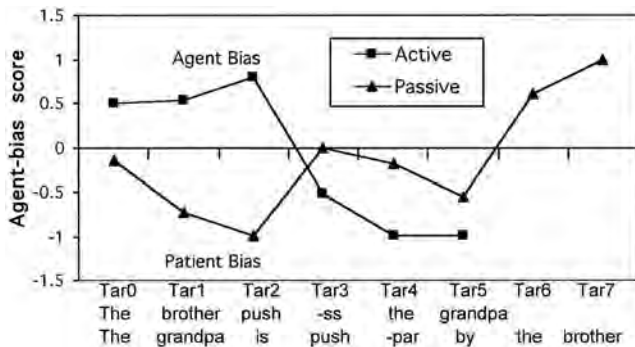 1.5
1
0.5
0
-0.5
-1
-1.5
Agent-bias score
Agent Bias
Patient Bias
Active
Passive
Tar0 Tar1 Tar2 Tar3 Tar4 Tar5 Tar6 Tar7
The brother push -ss the grandpa
The grandpa is push -par by the brother